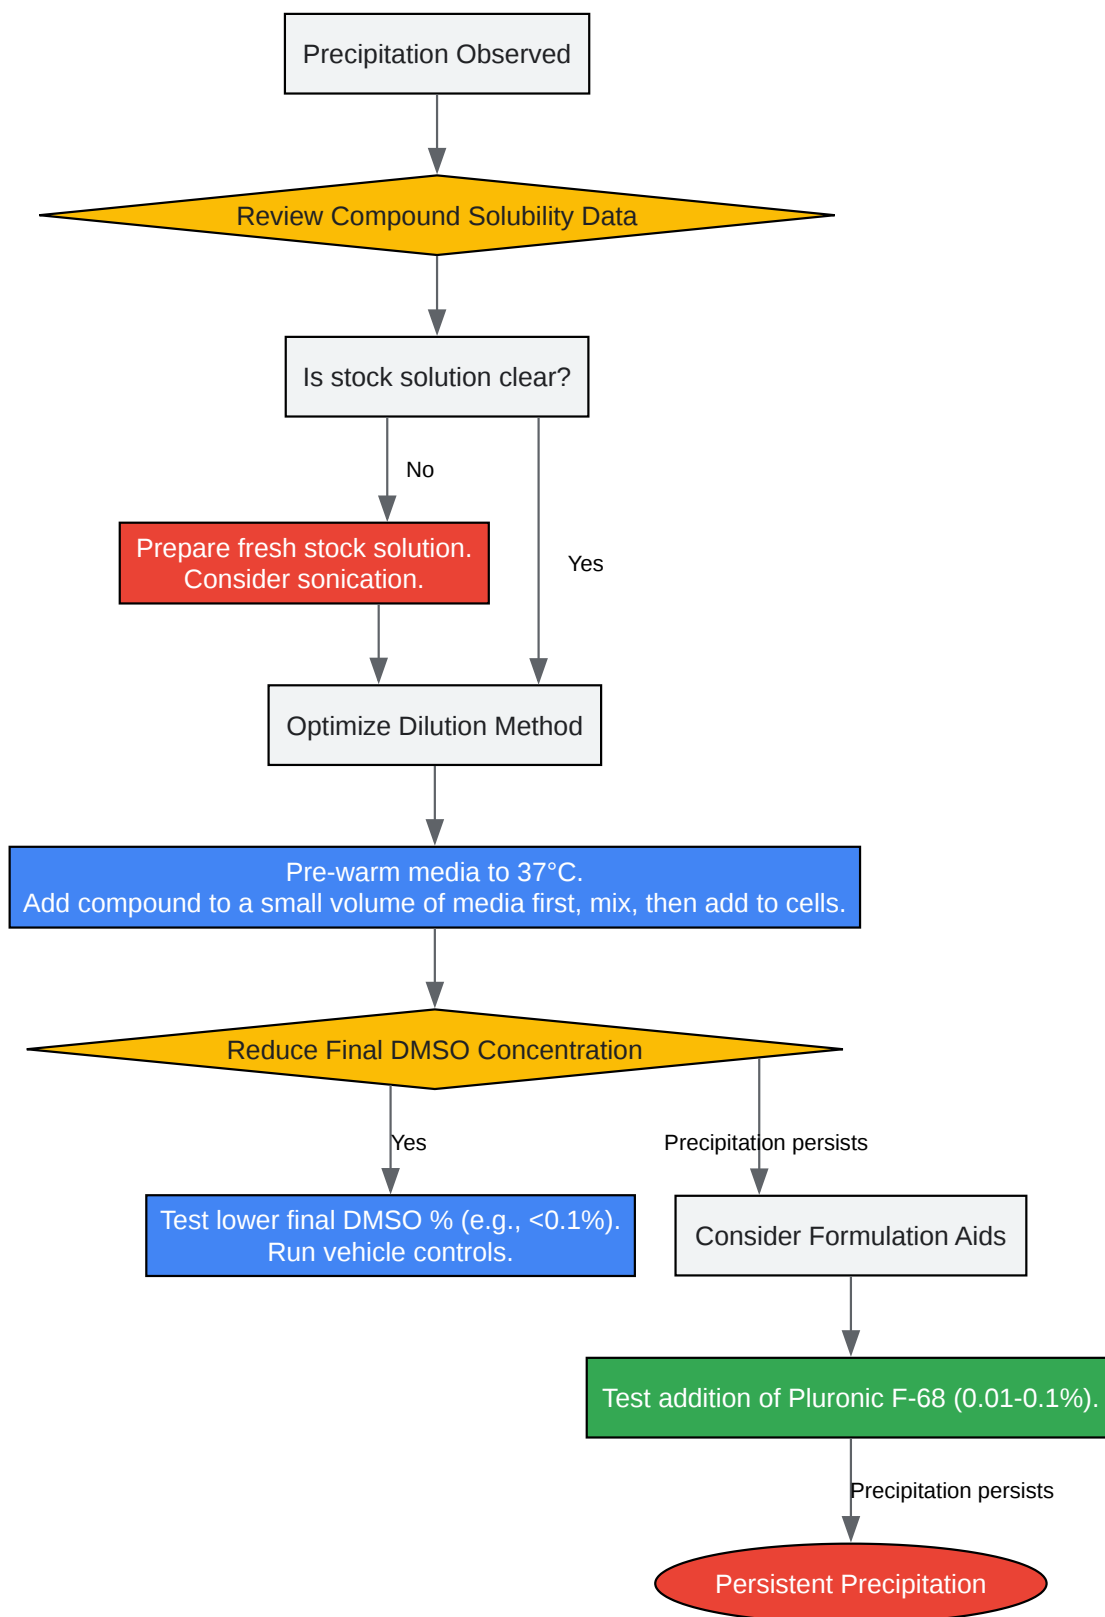 Precipitation Observed
Review Compound Solubility Data
Is stock solution clear?
No
Prepare fresh stock solution.
Consider sonication.
Yes
Optimize Dilution Method
Pre-warm media to 37°C.
Add compound to a small volume of media first, mix, then add to cells.
Reduce Final DMSO Concentration
Yes
Precipitation persists
Test lower final DMSO % (e.g., <0.1%).
Run vehicle controls.
Consider Formulation Aids
Test addition of Pluronic F-68 (0.01-0.1%).
Precipitation persists
Persistent Precipitation